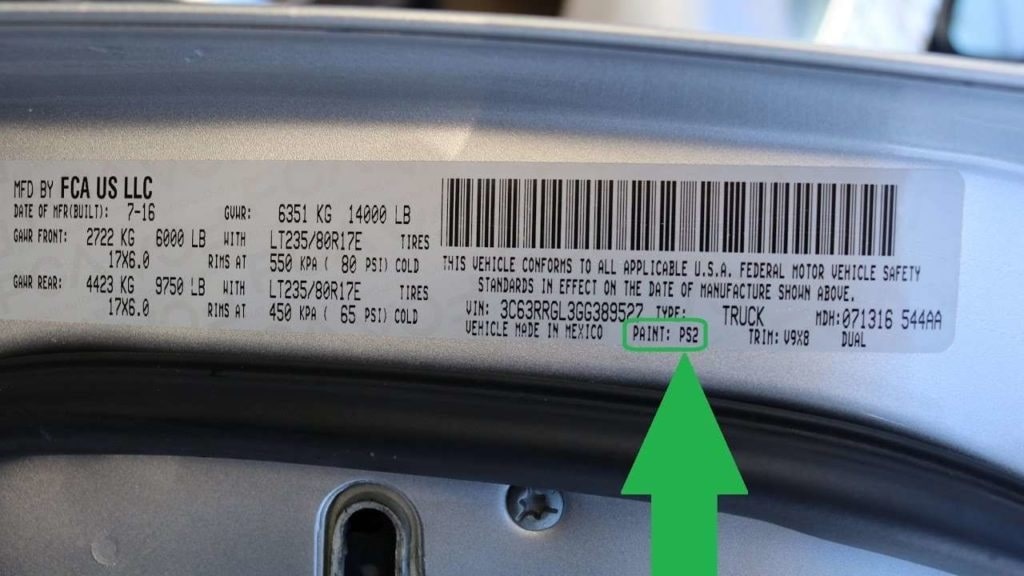 MFD BY FCA US LLC
DATE OF MFR(BUILT): 7-16 GVWR: 6351 KG 14000 LB
GAWR FRONT: 2722 KG 6000 LB WITH LT235/80R17E TIRES
17X6.0 RIMS AT 550 KPA ( 80 PSI) COLD
GAWR REAR: 4423 KG 9750 LB WITH LT235/80R17E TIRES
17X6.0 RIMS AT 450 KPA ( 65 PSI) COLD
THIS VEHICLE CONFORMS TO ALL APPLICABLE U.S.A. FEDERAL MOTOR VEHICLE SAFETY
STANDARDS IN EFFECT ON THE DATE OF MANUFACTURE SHOWN ABOVE.
VIN: 3C63RRGL3GG389527 TYPE: TRUCK MDH:071316 544AA
VEHICLE MADE IN MEXICO PAINT: PS2 TRIM: V9X8 DUAL